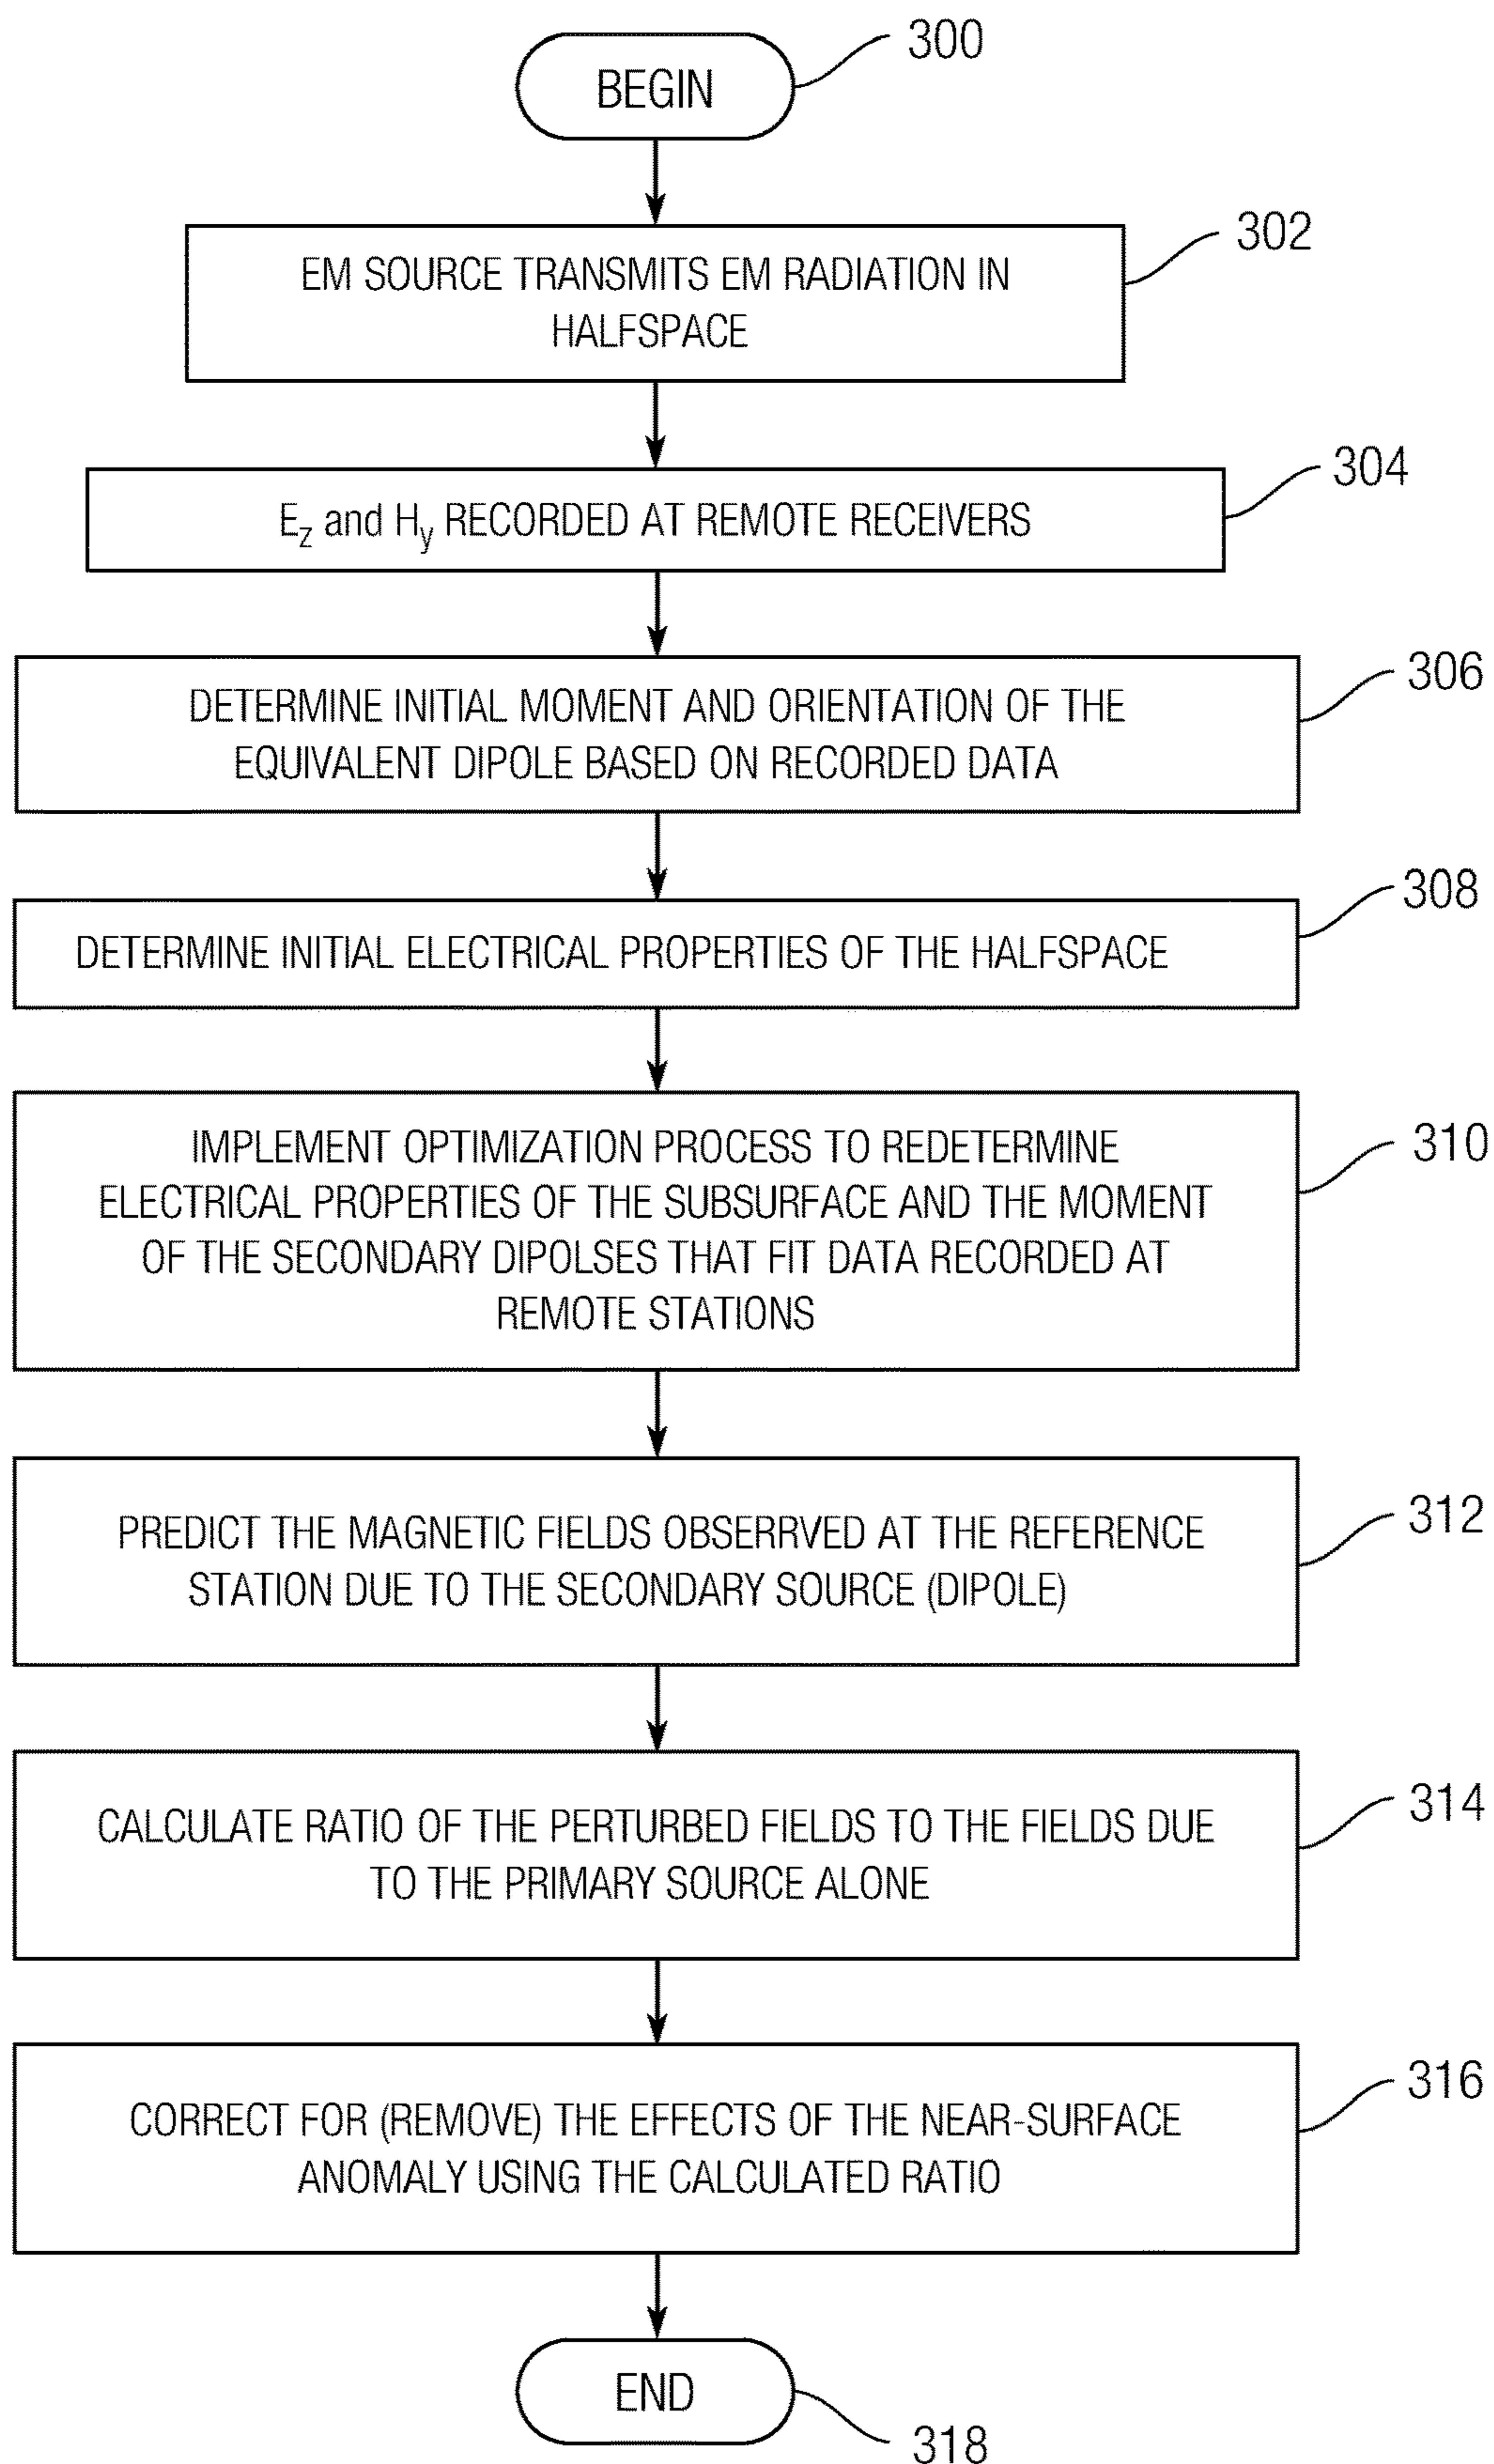 300
BEGIN
302
EM SOURCE TRANSMITS EM RADIATION IN
HALFSPACE
304
Ez and Hy RECORDED AT REMOTE RECEIVERS
306
DETERMINE INITIAL MOMENT AND ORIENTATION OF THE
EQUIVALENT DIPOLE BASED ON RECORDED DATA
308
DETERMINE INITIAL ELECTRICAL PROPERTIES OF THE HALFSPACE
310
IMPLEMENT OPTIMIZATION PROCESS TO REDETERMINE
ELECTRICAL PROPERTIES OF THE SUBSURFACE AND THE MOMENT
OF THE SECONDARY DIPOLSES THAT FIT DATA RECORDED AT
REMOTE STATIONS
312
PREDICT THE MAGNETIC FIELDS OBSERRVED AT THE REFERENCE
STATION DUE TO THE SECONDARY SOURCE (DIPOLE)
314
CALCULATE RATIO OF THE PERTURBED FIELDS TO THE FIELDS DUE
TO THE PRIMARY SOURCE ALONE
316
CORRECT FOR (REMOVE) THE EFFECTS OF THE NEAR-SURFACE
ANOMALY USING THE CALCULATED RATIO
END
318